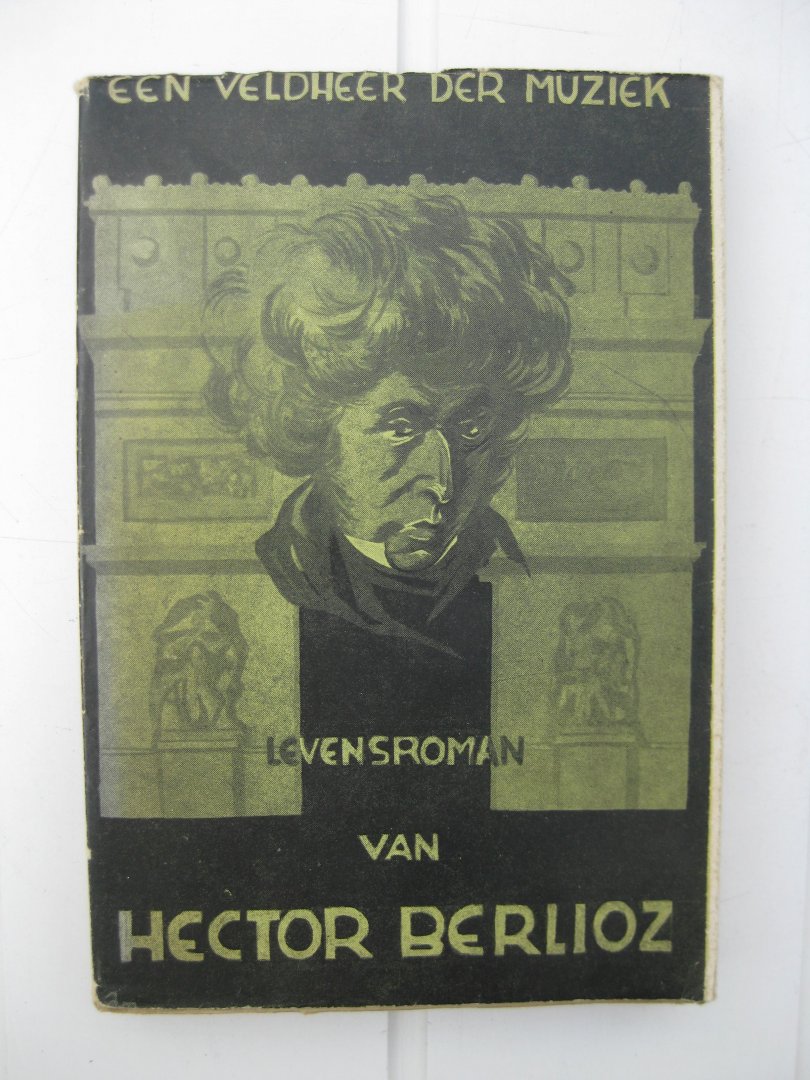 EEN VELDHEER DER MUZIEK
LEVENSROMAN
VAN
HECTOR BERLIOZ